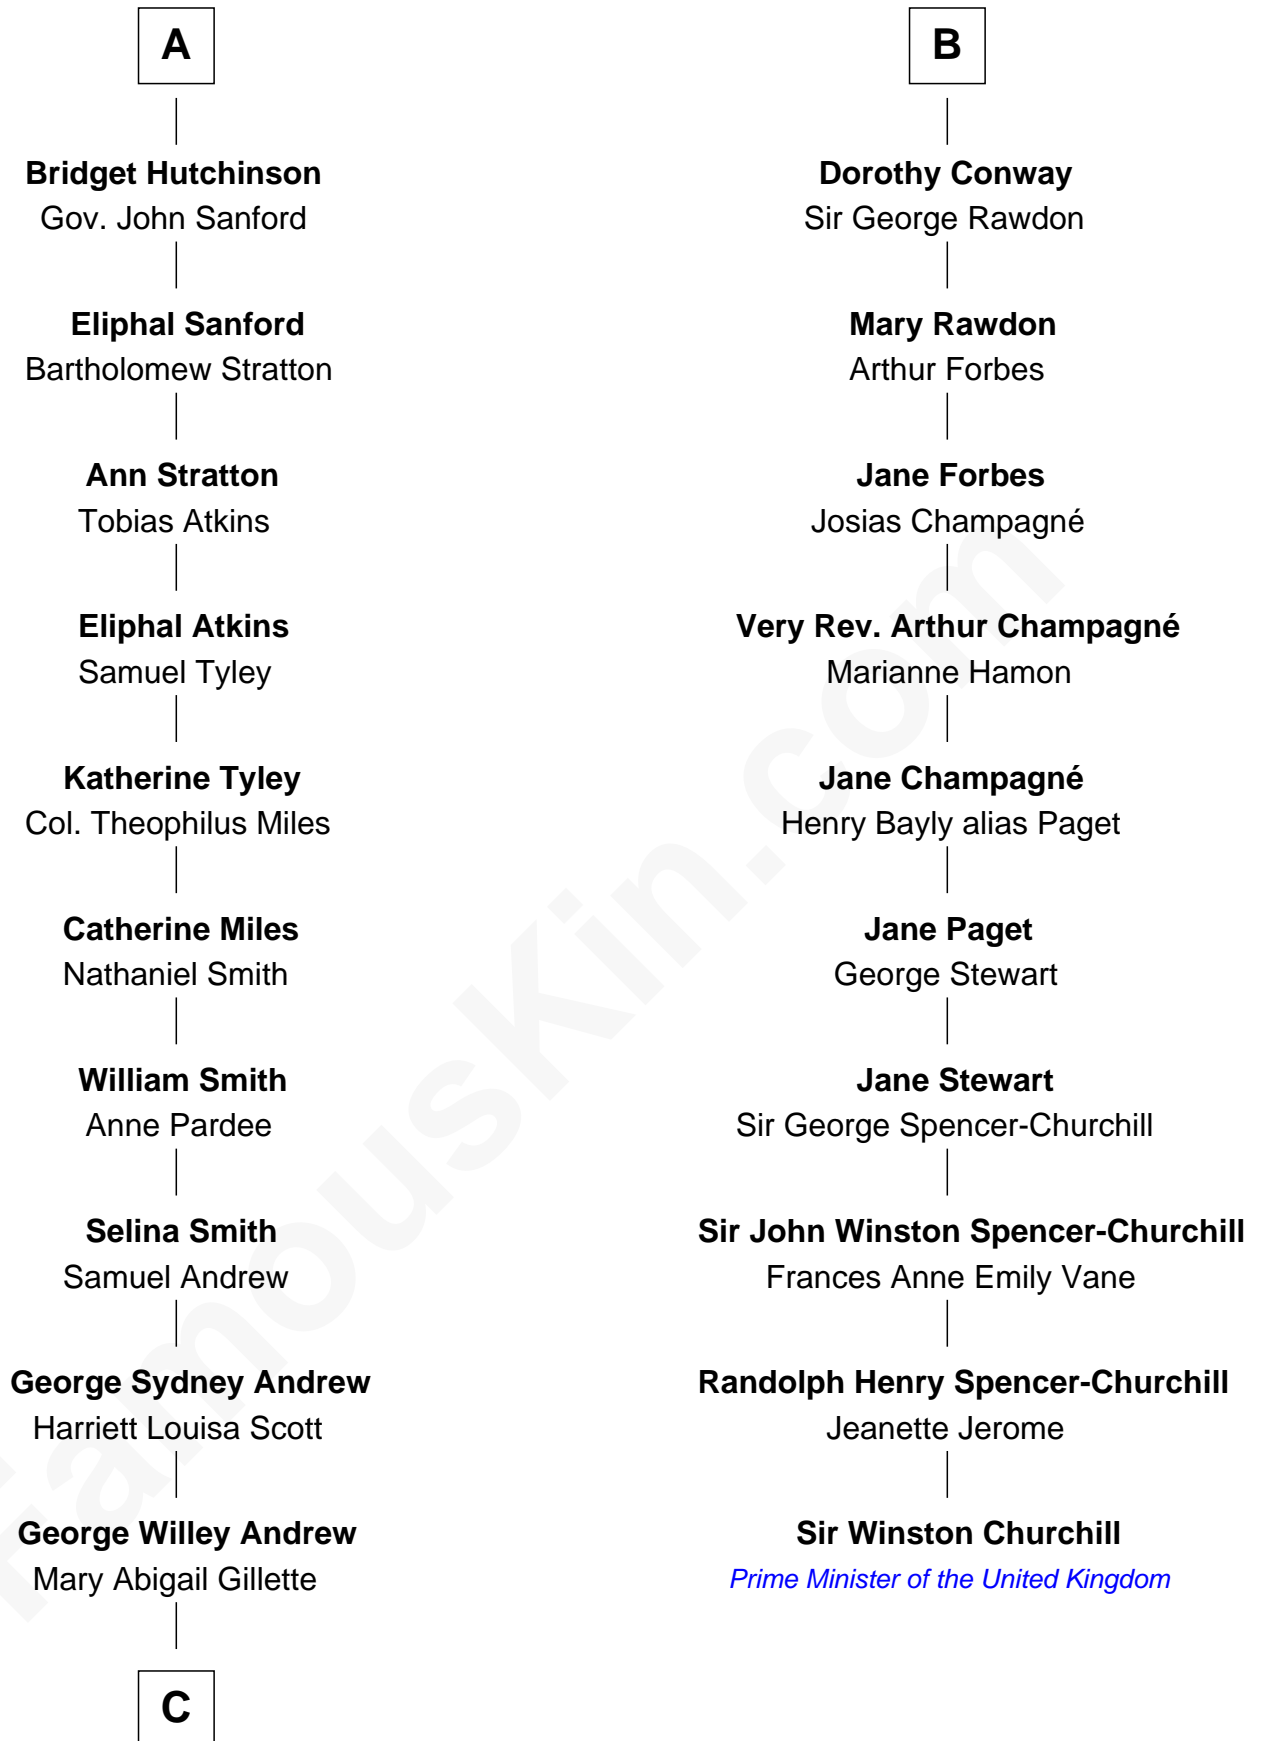 A
Bridget Hutchinson
Gov. John Sanford
Eliphal Sanford
Bartholomew Stratton
Ann Stratton
Tobias Atkins
Eliphal Atkins
Samuel Tyley
Katherine Tyley
Col. Theophilus Miles
Catherine Miles
Nathaniel Smith
William Smith
Anne Pardee
Selina Smith
Samuel Andrew
George Sydney Andrew
Harriett Louisa Scott
George Willey Andrew
Mary Abigail Gillette
C
B
Dorothy Conway
Sir George Rawdon
Mary Rawdon
Arthur Forbes
Jane Forbes
Josias Champagné
Very Rev. Arthur Champagné
Marianne Hamon
Jane Champagné
Henry Bayly alias Paget
Jane Paget
George Stewart
Jane Stewart
Sir George Spencer-Churchill
Sir John Winston Spencer-Churchill
Frances Anne Emily Vane
Randolph Henry Spencer-Churchill
Jeanette Jerome
Sir Winston Churchill
Prime Minister of the United Kingdom
FamousKin.com